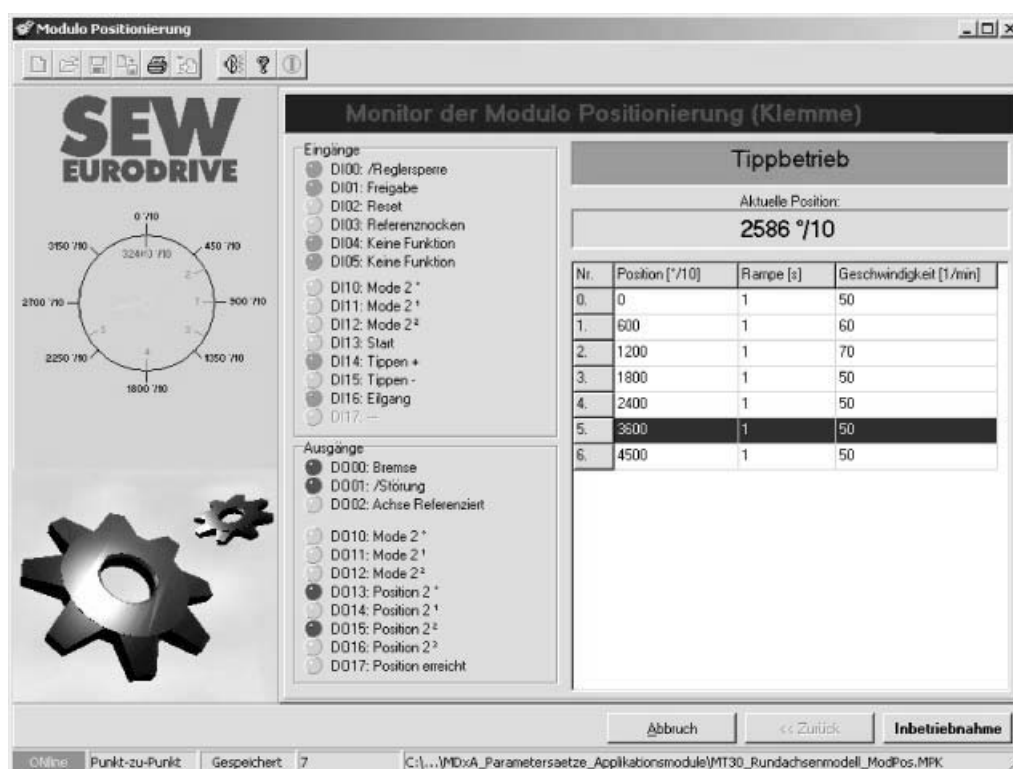 Modulo Positionierung
SEW
EURODRIVE
0 °/10
3150 °/10
450 °/10
2700 °/10
900 °/10
2250 °/10
1350 °/10
1800 °/10
Monitor der Modulo Positionierung (Klemme)
Eingänge
DI00: /Reglersperre
DI01: Freigabe
DI02: Reset
DI03: Referenznocken
DI04: Keine Funktion
DI05: Keine Funktion
DI10: Mode 2°
DI11: Mode 2¹
DI12: Mode 2²
DI13: Start
DI14: Tippen +
DI15: Tippen -
DI16: Eilgang
DI17: ---
Ausgänge
DO00: Bremse
DO01: /Störung
DO02: Achse Referenziert
DO10: Mode 2°
DO11: Mode 2¹
DO12: Mode 2²
DO13: Position 2°
DO14: Position 2¹
DO15: Position 2²
DO16: Position 2³
DO17: Position erreicht
Tippbetrieb
Aktuelle Position:
2586 °/10
Nr. Position [°/10] Rampe [s] Geschwindigkeit [1/min]
0. 0 1 50
1. 600 1 60
2. 1200 1 70
3. 1800 1 50
4. 2400 1 50
5. 3600 1 50
6. 4500 1 50
Abbruch << Zurück Inbetriebnahme
ONline Punkt-zu-Punkt Gespeichert 7 C:\...\MDxA_Parametersaetze_Applikationsmodule\MT30_Rundachsenmodell_ModPos.MPK